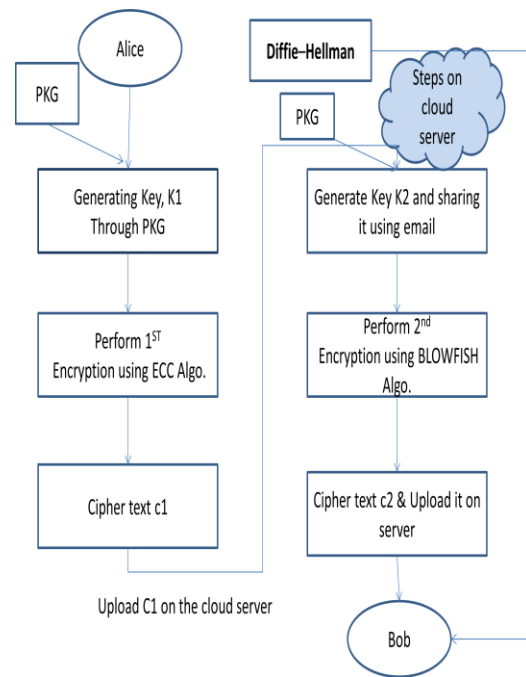 Alice
PKG
Generating Key, K1
Through PKG
Perform 1ST
Encryption using ECC Algo.
Cipher text c1
Upload C1 on the cloud server
Diffie–Hellman
Steps on
cloud
server
PKG
Generate Key K2 and sharing
it using email
Perform 2nd
Encryption using BLOWFISH
Algo.
Cipher text c2 & Upload it on
server
Bob